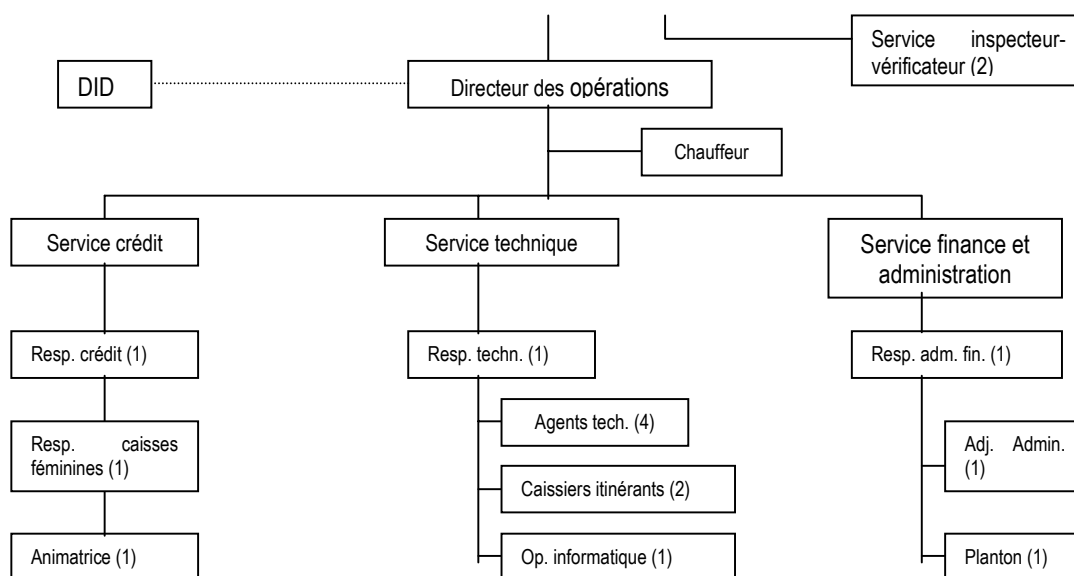 Service inspecteur-
vérificateur (2)
DID
Directeur des opérations
Chauffeur
Service crédit
Service technique
Service finance et
administration
Resp. crédit (1)
Resp. techn. (1)
Resp. adm. fin. (1)
Agents tech. (4)
Resp. caisses
féminines (1)
Adj. Admin.
(1)
Caissiers itinérants (2)
Animatrice (1)
Op. informatique (1)
Planton (1)